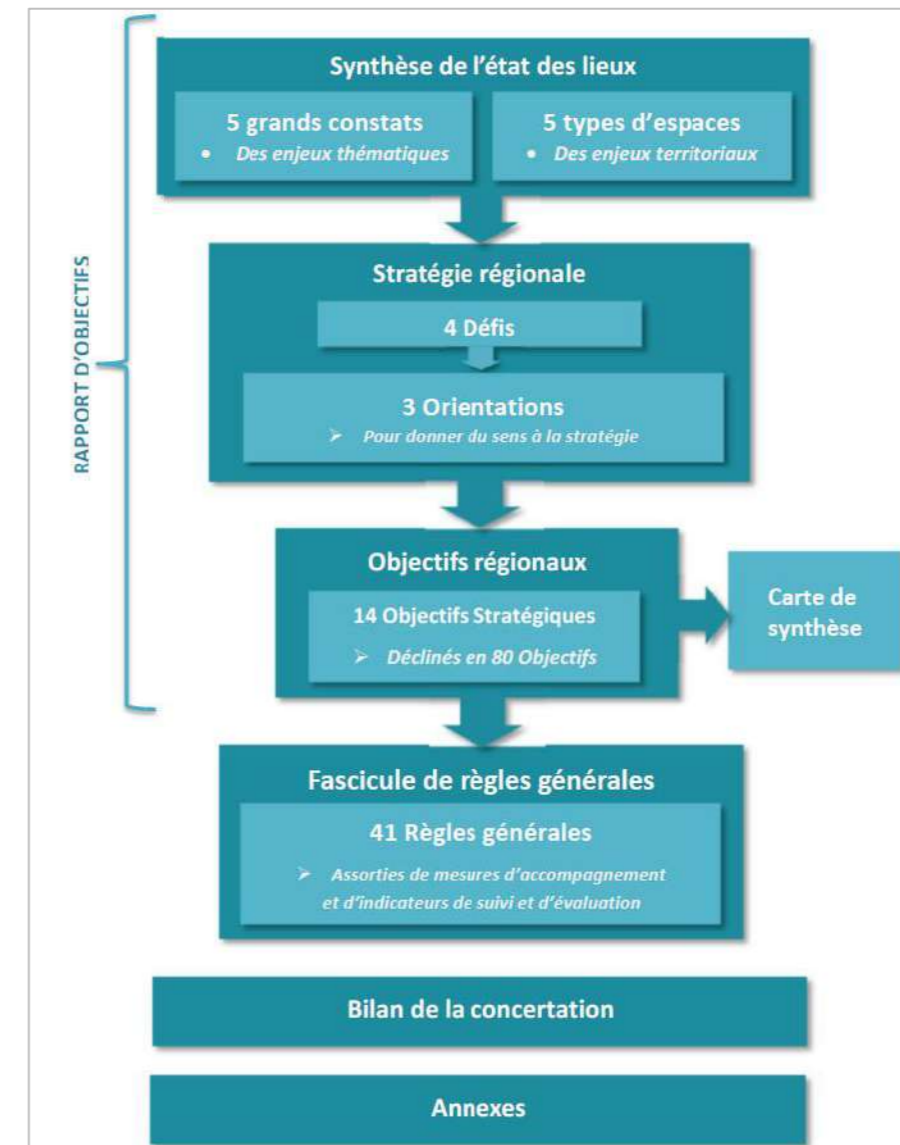 RAPPORT D'OBJECTIFS
Synthèse de l'état des lieux
5 grands constats
• Des enjeux thématiques
5 types d'espaces
• Des enjeux territoriaux
Stratégie régionale
4 Défis
3 Orientations
➢ Pour donner du sens à la stratégie
Objectifs régionaux
14 Objectifs Stratégiques
➢ Déclinés en 80 Objectifs
Carte de
synthèse
Fascicule de règles générales
41 Règles générales
➢ Assorties de mesures d'accompagnement
et d'indicateurs de suivi et d'évaluation
Bilan de la concertation
Annexes